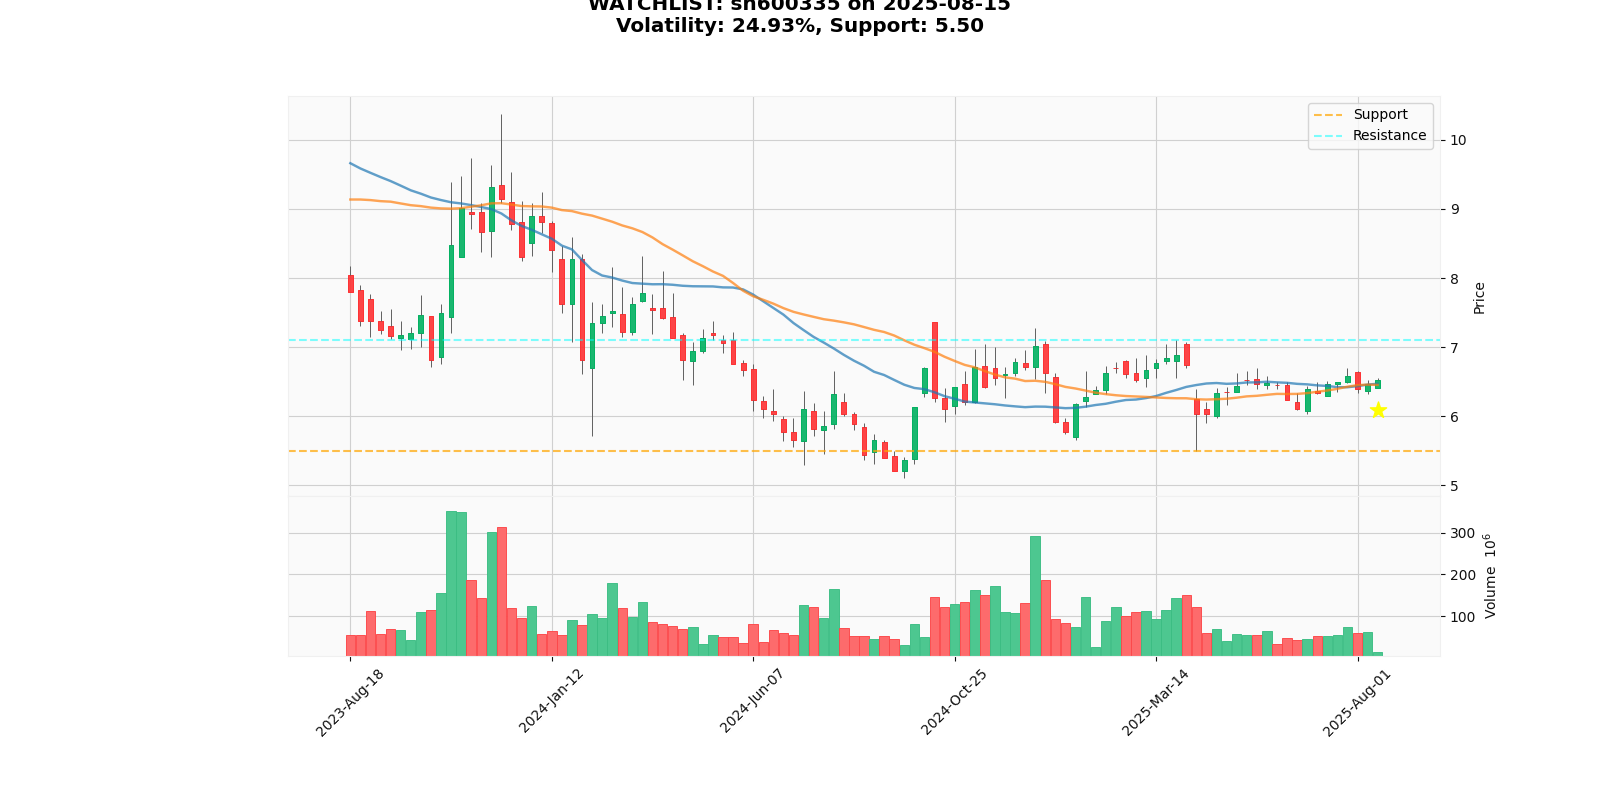 WATCHLIST: sh600335 on 2025-08-15
Volatility: 24.93%, Support: 5.50
Support
Resistance
10
9
8
7
6
5
Price
300
200
100
Volume 10⁶
2023-Aug-18
2024-Jan-12
2024-Jun-07
2024-Oct-25
2025-Mar-14
2025-Aug-01